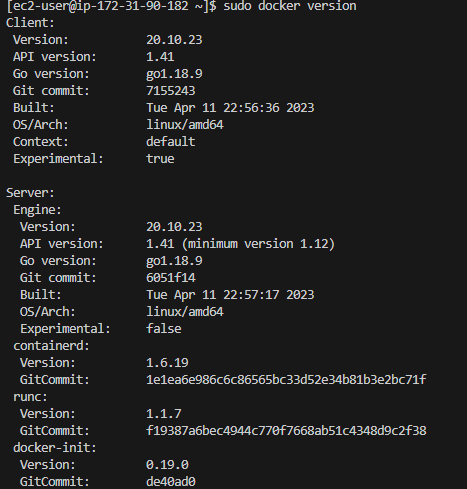 [ec2-user@ip-172-31-90-182 ~]$ sudo docker version
Client:
 Version:           20.10.23
 API version:       1.41
 Go version:        go1.18.9
 Git commit:        7155243
 Built:             Tue Apr 11 22:56:36 2023
 OS/Arch:           linux/amd64
 Context:           default
 Experimental:      true

Server:
 Engine:
  Version:          20.10.23
  API version:      1.41 (minimum version 1.12)
  Go version:       go1.18.9
  Git commit:       6051f14
  Built:            Tue Apr 11 22:57:17 2023
  OS/Arch:          linux/amd64
  Experimental:     false
 containerd:
  Version:          1.6.19
  GitCommit:        1e1ea6e986c6c86565bc33d52e34b81b3e2bc71f
 runc:
  Version:          1.1.7
  GitCommit:        f19387a6bec4944c770f7668ab51c4348d9c2f38
 docker-init:
  Version:          0.19.0
  GitCommit:        de40ad0